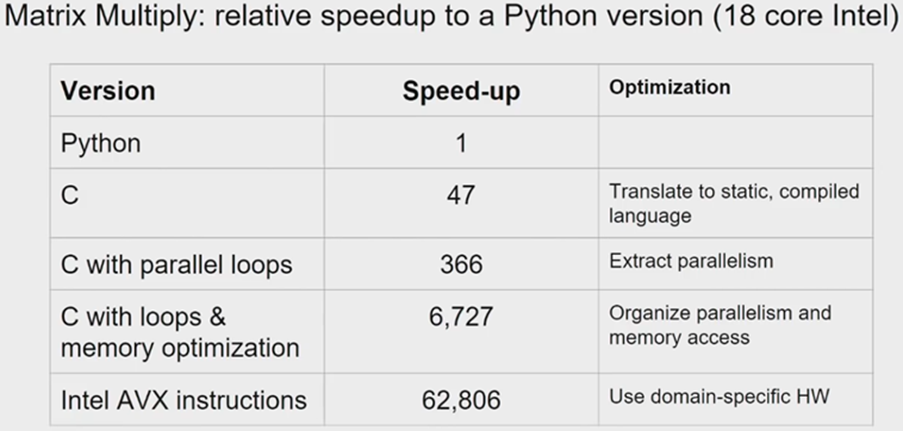 Matrix Multiply: relative speedup to a Python version (18 core Intel)
Version Speed-up Optimization
Python 1
C 47 Translate to static, compiled
language
C with parallel loops 366 Extract parallelism
C with loops & 6,727 Organize parallelism and
memory optimization memory access
Intel AVX instructions 62,806 Use domain-specific HW